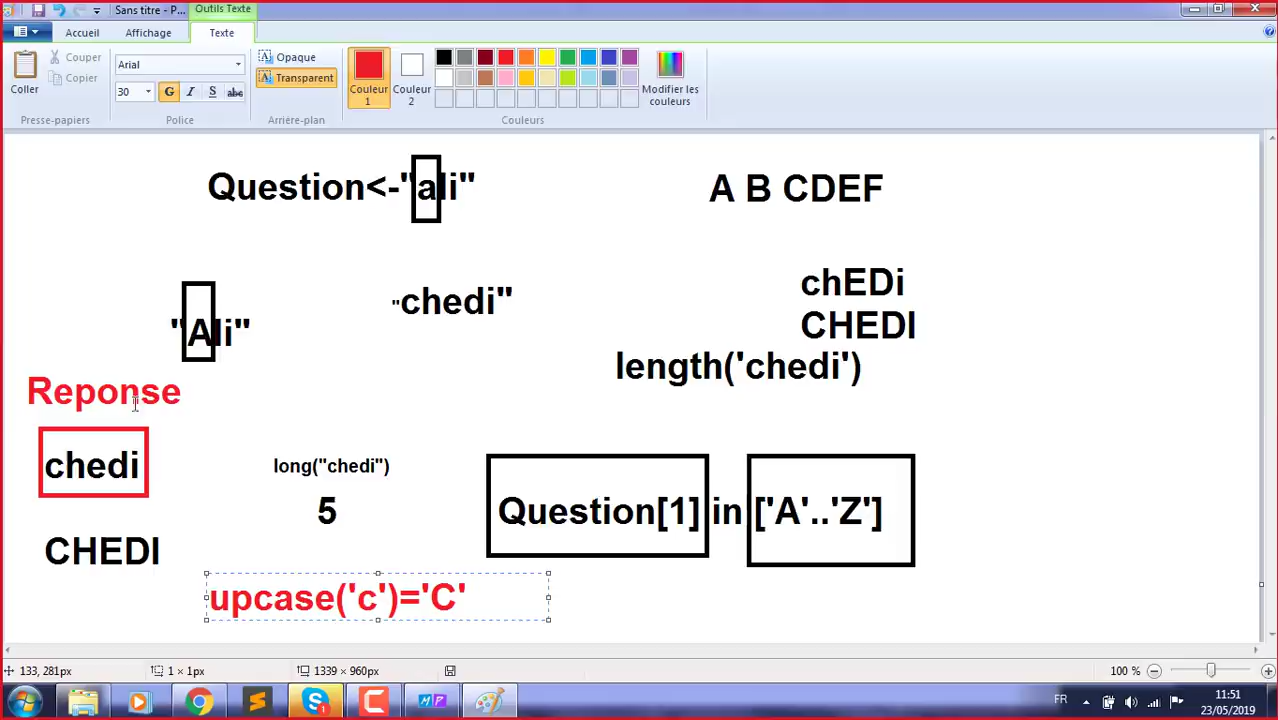 Sans titre - P...
Outils Texte
Accueil
Affichage
Texte
Coller
Couper
Copier
Presse-papiers
Arial
30
G I S abc
Police
Opaque
Transparent
Arrière-plan
Couleur 1
Couleur 2
Modifier les couleurs
Couleurs
Question<-"ali"
A B CDEF
"Ali"
"chedi"
chEDi
CHEDI
length('chedi')
Reponse
chedi
long("chedi")
5
Question[1] in ['A'..'Z']
CHEDI
upcase('c')='C'
133, 281px
1 × 1px
1339 × 960px
100 %
FR
11:51
23/05/2019